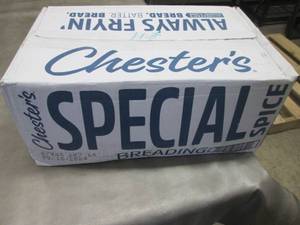 ALWAYS FRYIN'
BREAD. BATTER. BREAD.
Chester's
Chester's
SPECIAL
SPICE
BREADING